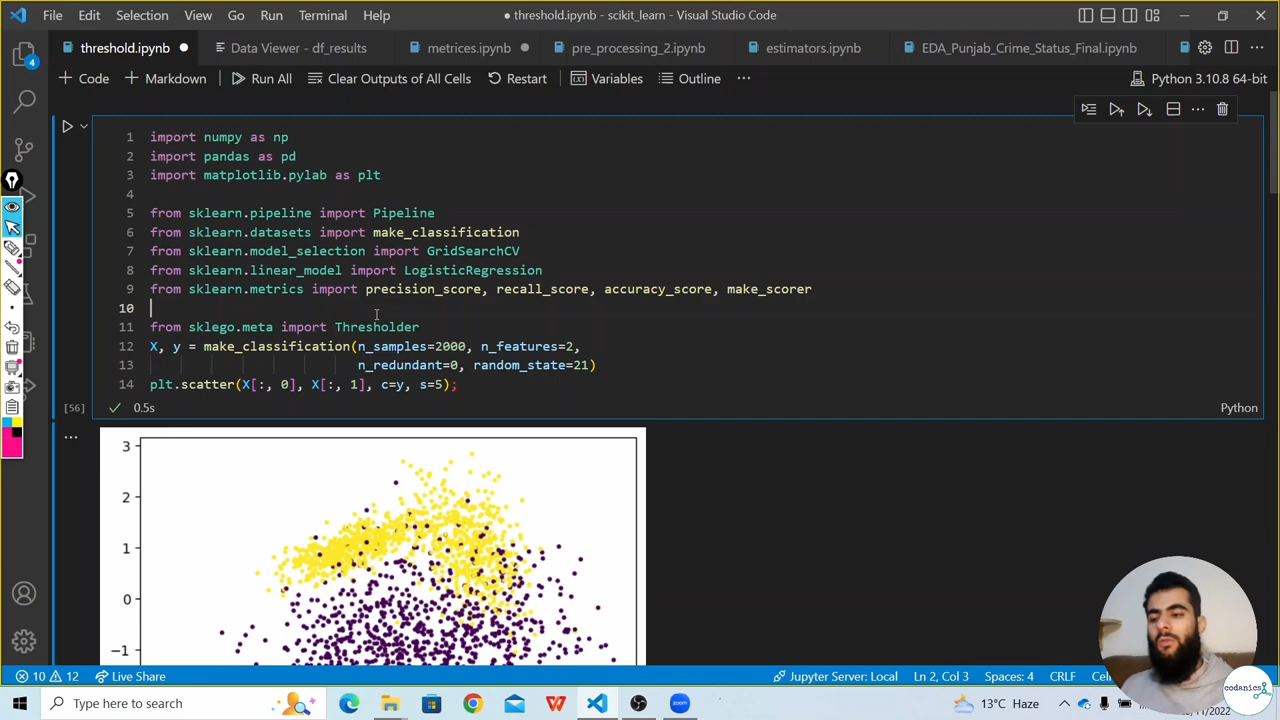 File Edit Selection View Go Run Terminal Help
● threshold.ipynb - scikit_learn - Visual Studio Code
threshold.ipynb ● Data Viewer - df_results metrices.ipynb ● pre_processing_2.ipynb estimators.ipynb EDA_Punjab_Crime_Status_Final.ipynb
+ Code + Markdown Run All Clear Outputs of All Cells Restart Variables Outline ... Python 3.10.8 64-bit
4
1 import numpy as np
2 import pandas as pd
3 import matplotlib.pylab as plt
4
5 from sklearn.pipeline import Pipeline
6 from sklearn.datasets import make_classification
7 from sklearn.model_selection import GridSearchCV
8 from sklearn.linear_model import LogisticRegression
9 from sklearn.metrics import precision_score, recall_score, accuracy_score, make_scorer
10
11 from sklego.meta import Thresholder
12 X, y = make_classification(n_samples=2000, n_features=2,
13 n_redundant=0, random_state=21)
14 plt.scatter(X[:, 0], X[:, 1], c=y, s=5);
[56] ✓ 0.5s Python
...
3
2
1
0
−1
codanics
10 12 Live Share Jupyter Server: Local Ln 2, Col 3 Spaces: 4 CRLF
Type here to search zoom 13°C Haze